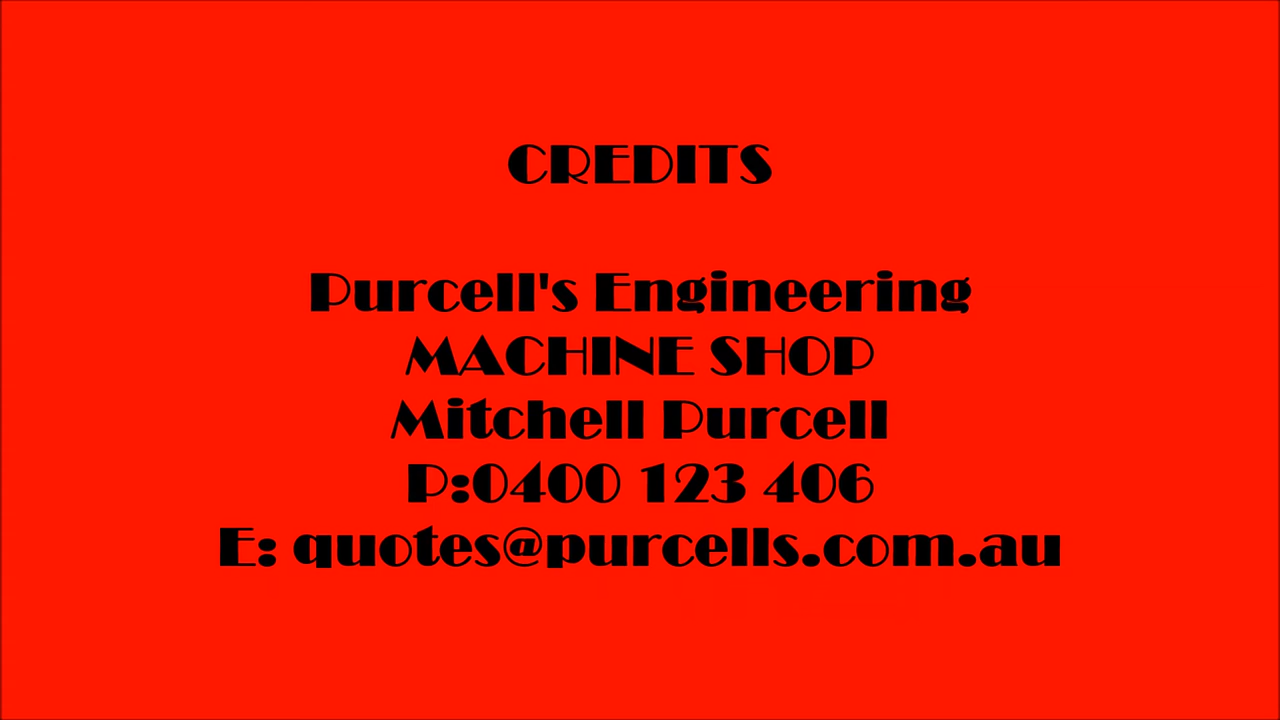 CREDITS
Purcell's Engineering
MACHINE SHOP
Mitchell Purcell
P:0400 123 406
E: quotes@purcells.com.au